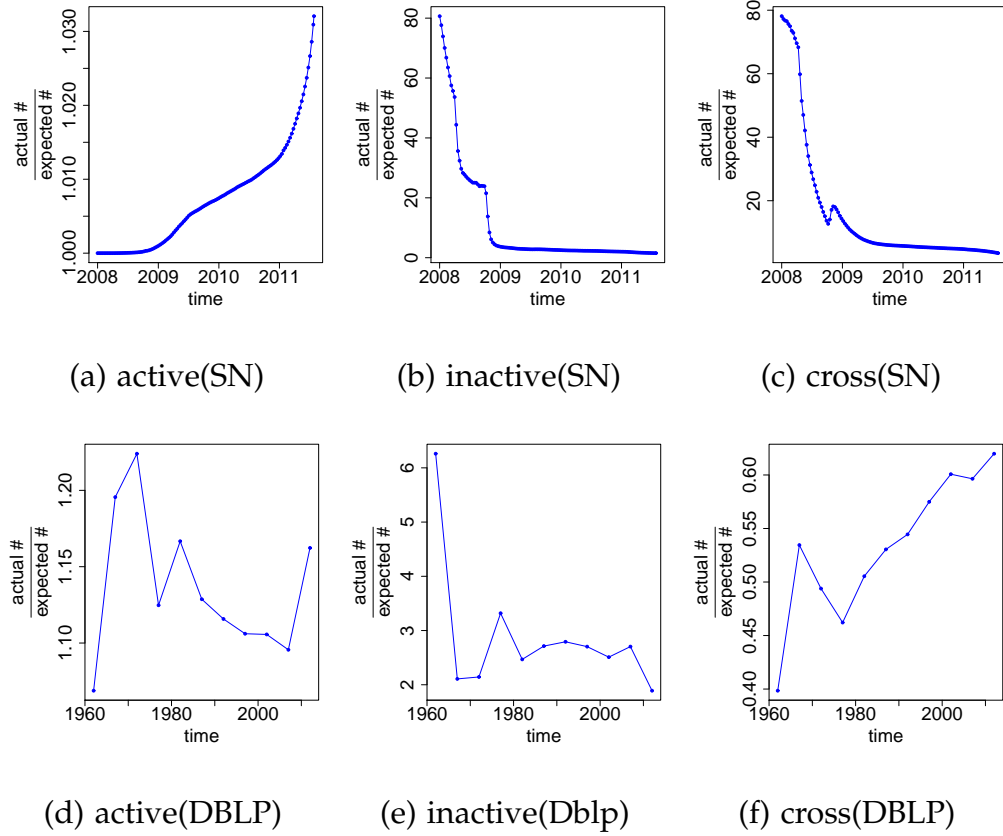 1.000 1.010 1.020 1.030
actual #
expected #
2008 2009 2010 2011
time
(a) active(SN)
0 20 40 60 80
actual #
expected #
2008 2009 2010 2011
time
(b) inactive(SN)
20 40 60 80
actual #
expected #
2008 2009 2010 2011
time
(c) cross(SN)
1.10 1.15 1.20
actual #
expected #
1960 1980 2000
time
(d) active(DBLP)
2 3 4 5 6
actual #
expected #
1960 1980 2000
time
(e) inactive(Dblp)
0.40 0.45 0.50 0.55 0.60
actual #
expected #
1960 1980 2000
time
(f) cross(DBLP)